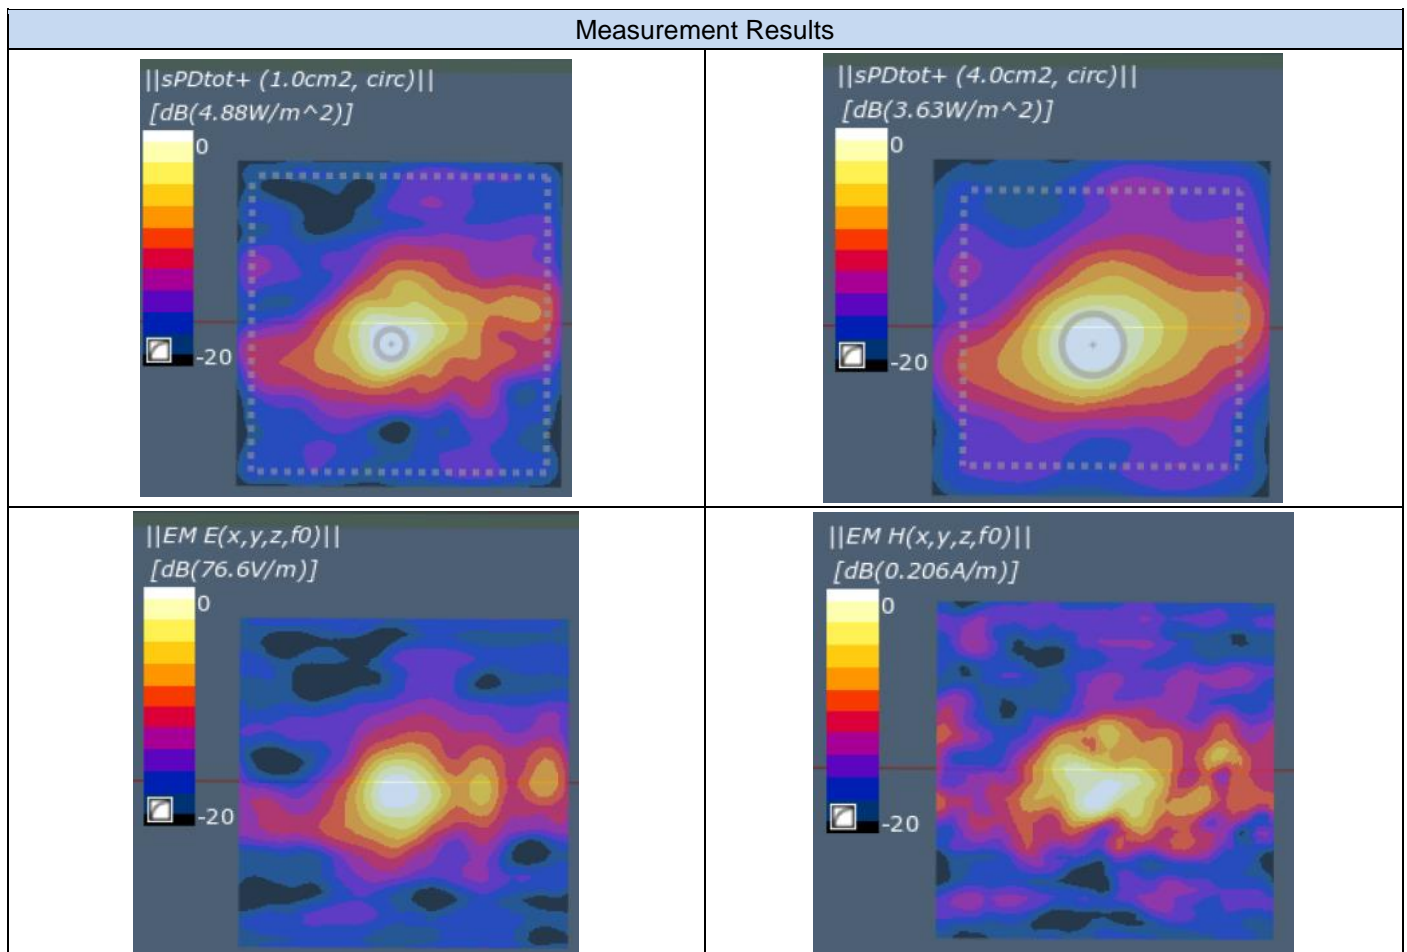 Measurement Results
||sPDtot+ (1.0cm2, circ)||
[dB(4.88W/m^2)]
0
-20
||sPDtot+ (4.0cm2, circ)||
[dB(3.63W/m^2)]
0
-20
||EM E(x,y,z,f0)||
[dB(76.6V/m)]
0
-20
||EM H(x,y,z,f0)||
[dB(0.206A/m)]
0
-20